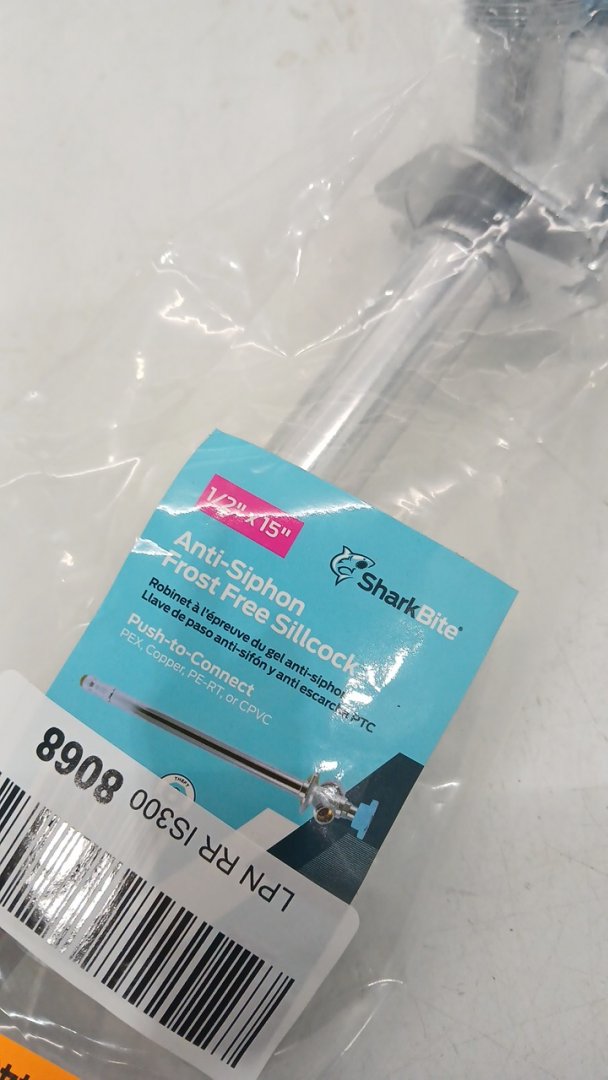 1/2" x 15"
SharkBite®
Anti-Siphon
Frost Free Sillcock
Robinet à l'épreuve du gel anti-siphon
Llave de paso anti-sifón y anti escarcha PTC
Push-to-Connect
PEX, Copper, PE-RT, or CPVC
THEFT
LPN RR IS300 8068